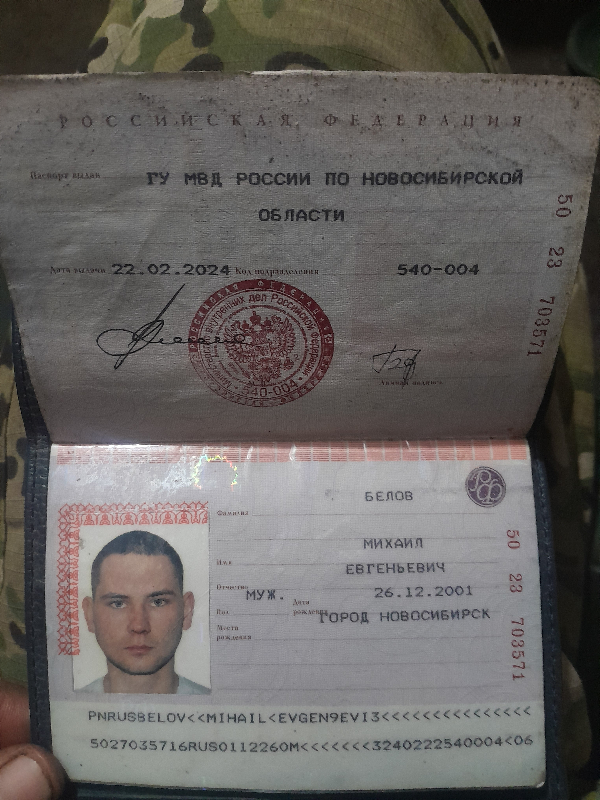 РОССИЙСКАЯ ФЕДЕРАЦИЯ
Паспорт выдан ГУ МВД РОССИИ ПО НОВОСИБИРСКОЙ
ОБЛАСТИ
Дата выдачи 22.02.2024 Код подразделения 540-004
Личная подпись
50 23 703571
БЕЛОВ
Фамилия
МИХАИЛ
Имя
ЕВГЕНЬЕВИЧ
Отчество
МУЖ. 26.12.2001
Пол Дата рождения
ГОРОД НОВОСИБИРСК
Место рождения
50 23 703571
PNRUSBELOV<<MIHAIL<EVGEN9EVI3<<<<<<<<<<<<<<<
5027035716RUS0112260M<<<<<<<3240222540004<06